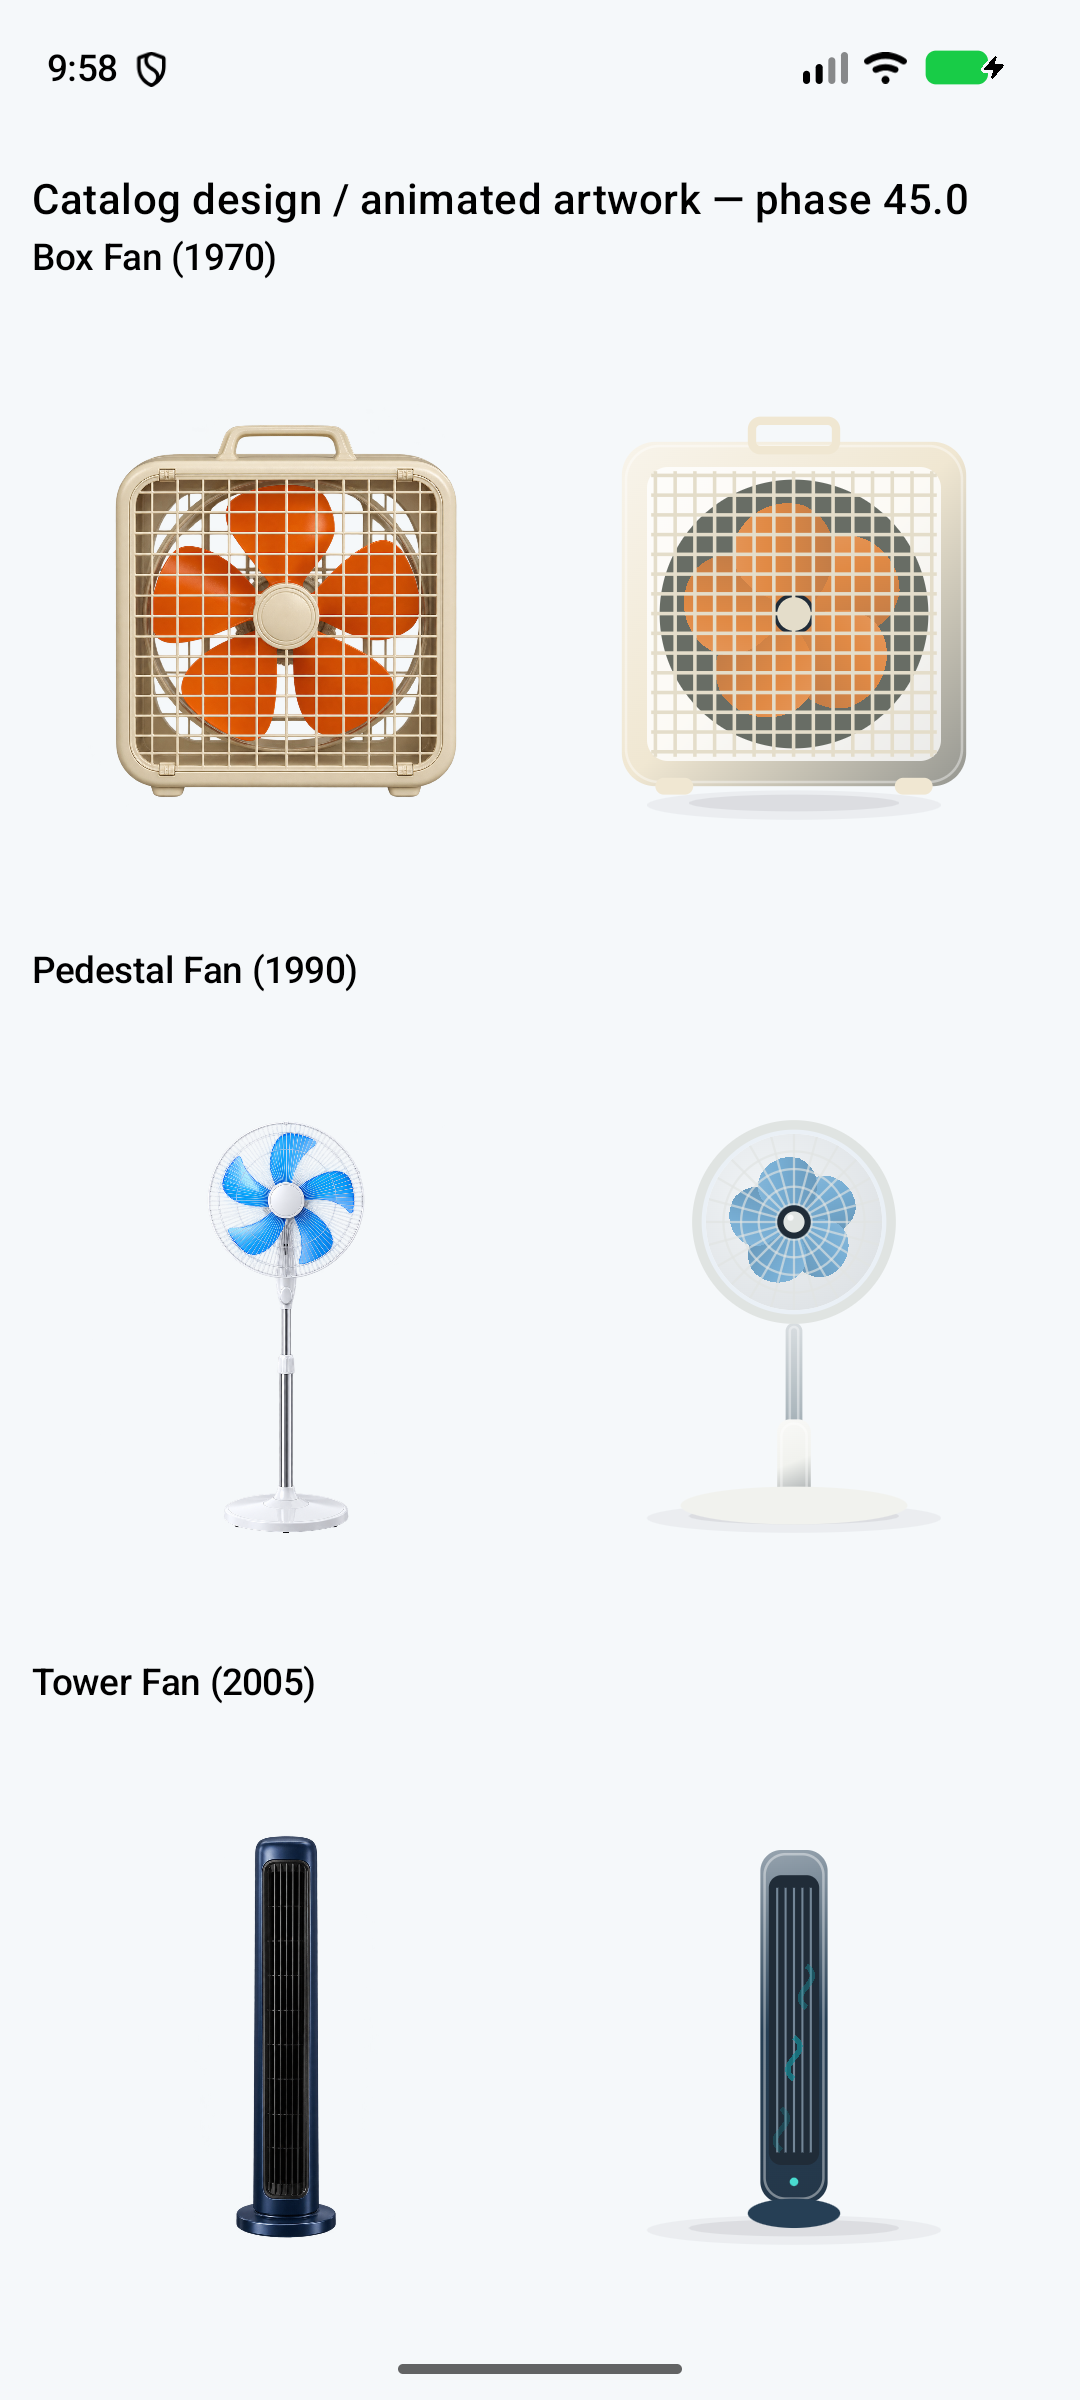 9:58
Catalog design / animated artwork — phase 45.0
Box Fan (1970)
Pedestal Fan (1990)
Tower Fan (2005)